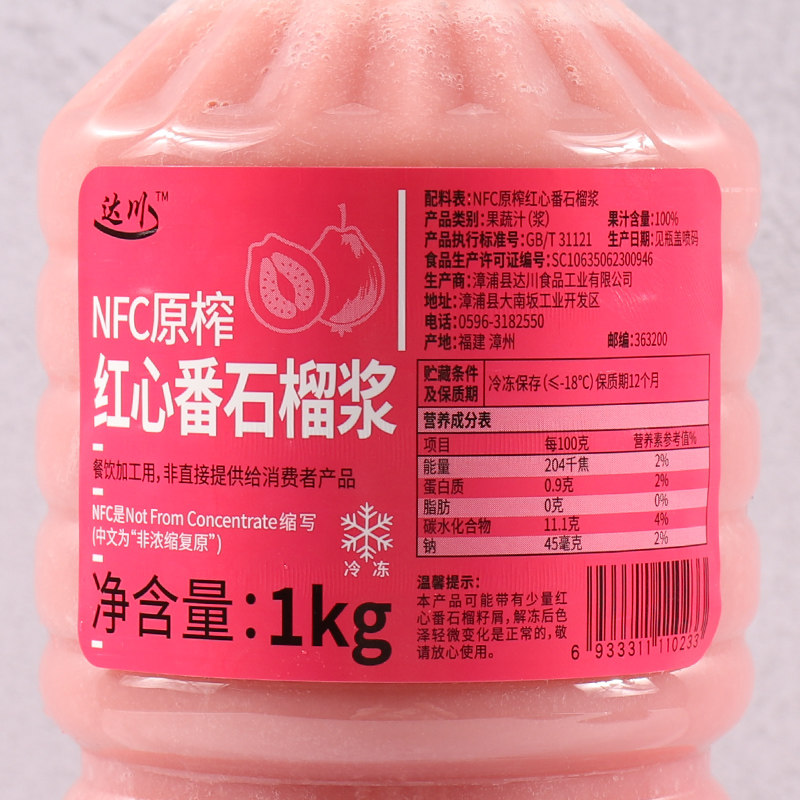 达川™
NFC原榨
红心番石榴浆
餐饮加工用,非直接提供给消费者产品
NFC是Not From Concentrate缩写
(中文为“非浓缩复原”)
冷冻
净含量:1kg
配料表:NFC原榨红心番石榴浆
产品类别:果蔬汁(浆) 果汁含量:100%
产品执行标准号:GB/T 31121 生产日期:见瓶盖喷码
食品生产许可证编号:SC10635062300946
生产商:漳浦县达川食品工业有限公司
地址:漳浦县大南坂工业开发区
电话:0596-3182550
产地:福建 漳州 邮编:363200
贮藏条件及保质期 冷冻保存(≤-18℃)保质期12个月
营养成分表
项目 每100克 营养素参考值%
能量 204千焦 2%
蛋白质 0.9克 2%
脂肪 0克 0%
碳水化合物 11.1克 4%
钠 45毫克 2%
温馨提示:
本产品可能带有少量红
心番石榴籽屑,解冻后色
泽轻微变化是正常的,敬
请放心使用。
6 933311 110233